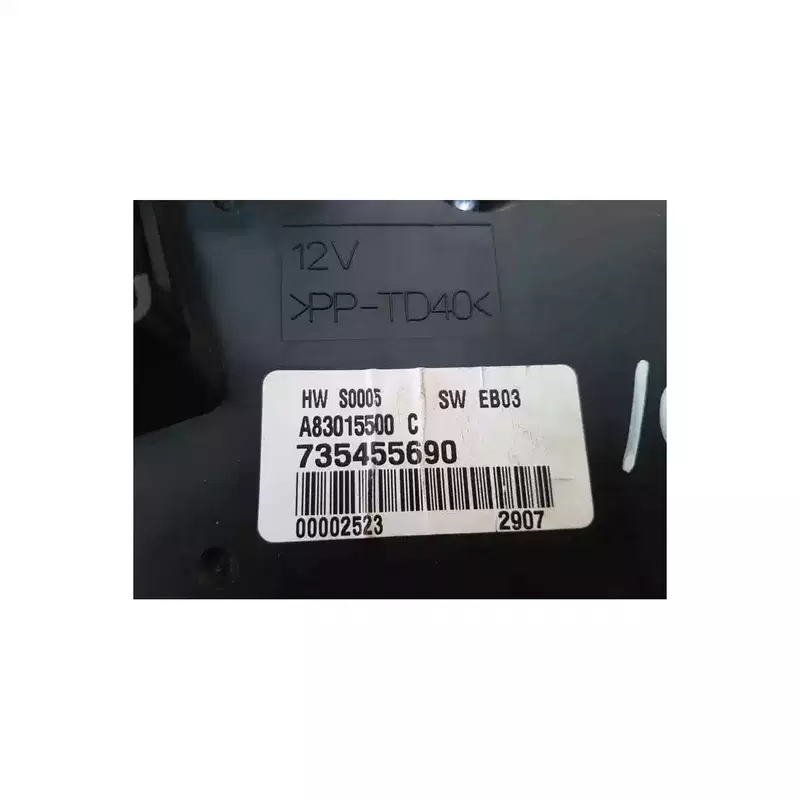 12V
>PP-TD40<
HW S0005 SW EB03
A83015500 C
735455690
00002523 2907